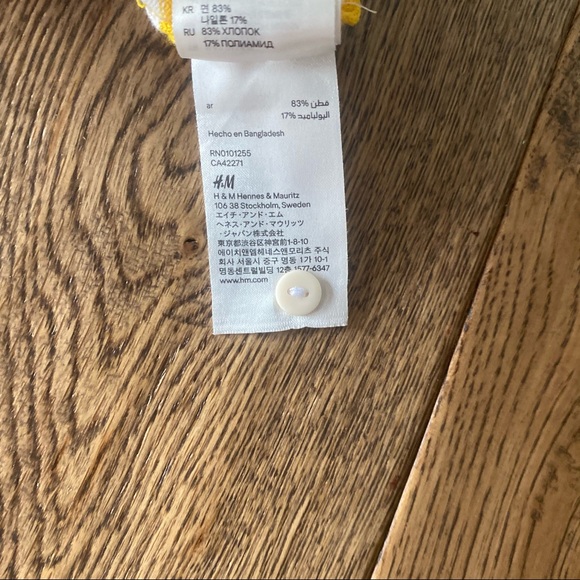 KR 면 83%
나일론 17%
RU 83% ХЛОПОК
17% ПОЛИАМИД
ar قطن 83%
البولياميد 17%
Hecho en Bangladesh
RN0101255
CA42271
H&M
H & M Hennes & Mauritz
106 38 Stockholm, Sweden
エイチ・アンド・エム
ヘネス・アンド・マウリッツ
・ジャパン株式会社
東京都渋谷区神宮前1-8-10
에이치앤엠헤네스앤모리츠 주식
회사 서울시 중구 명동 1가 10-1
명동센트럴빌딩 12층 1577-6347
www.hm.com